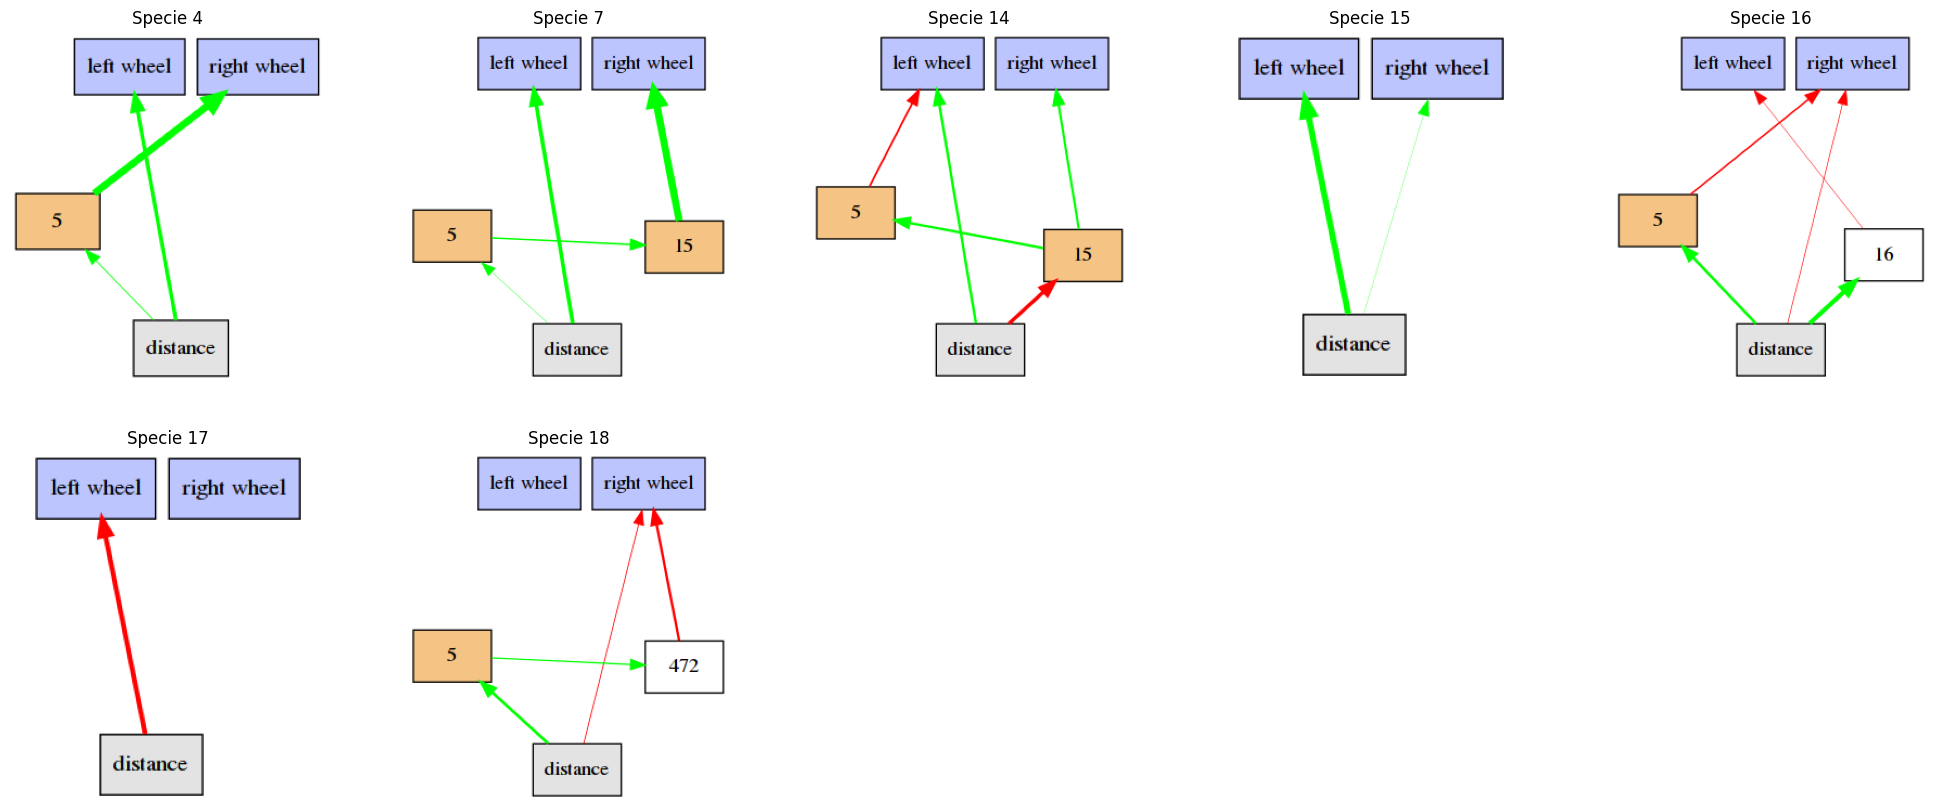 Specie 4
left wheel right wheel
5
distance
Specie 7
left wheel right wheel
5
15
distance
Specie 14
left wheel right wheel
5
15
distance
Specie 15
left wheel right wheel
distance
Specie 16
left wheel right wheel
5
16
distance
Specie 17
left wheel right wheel
distance
Specie 18
left wheel right wheel
5
472
distance